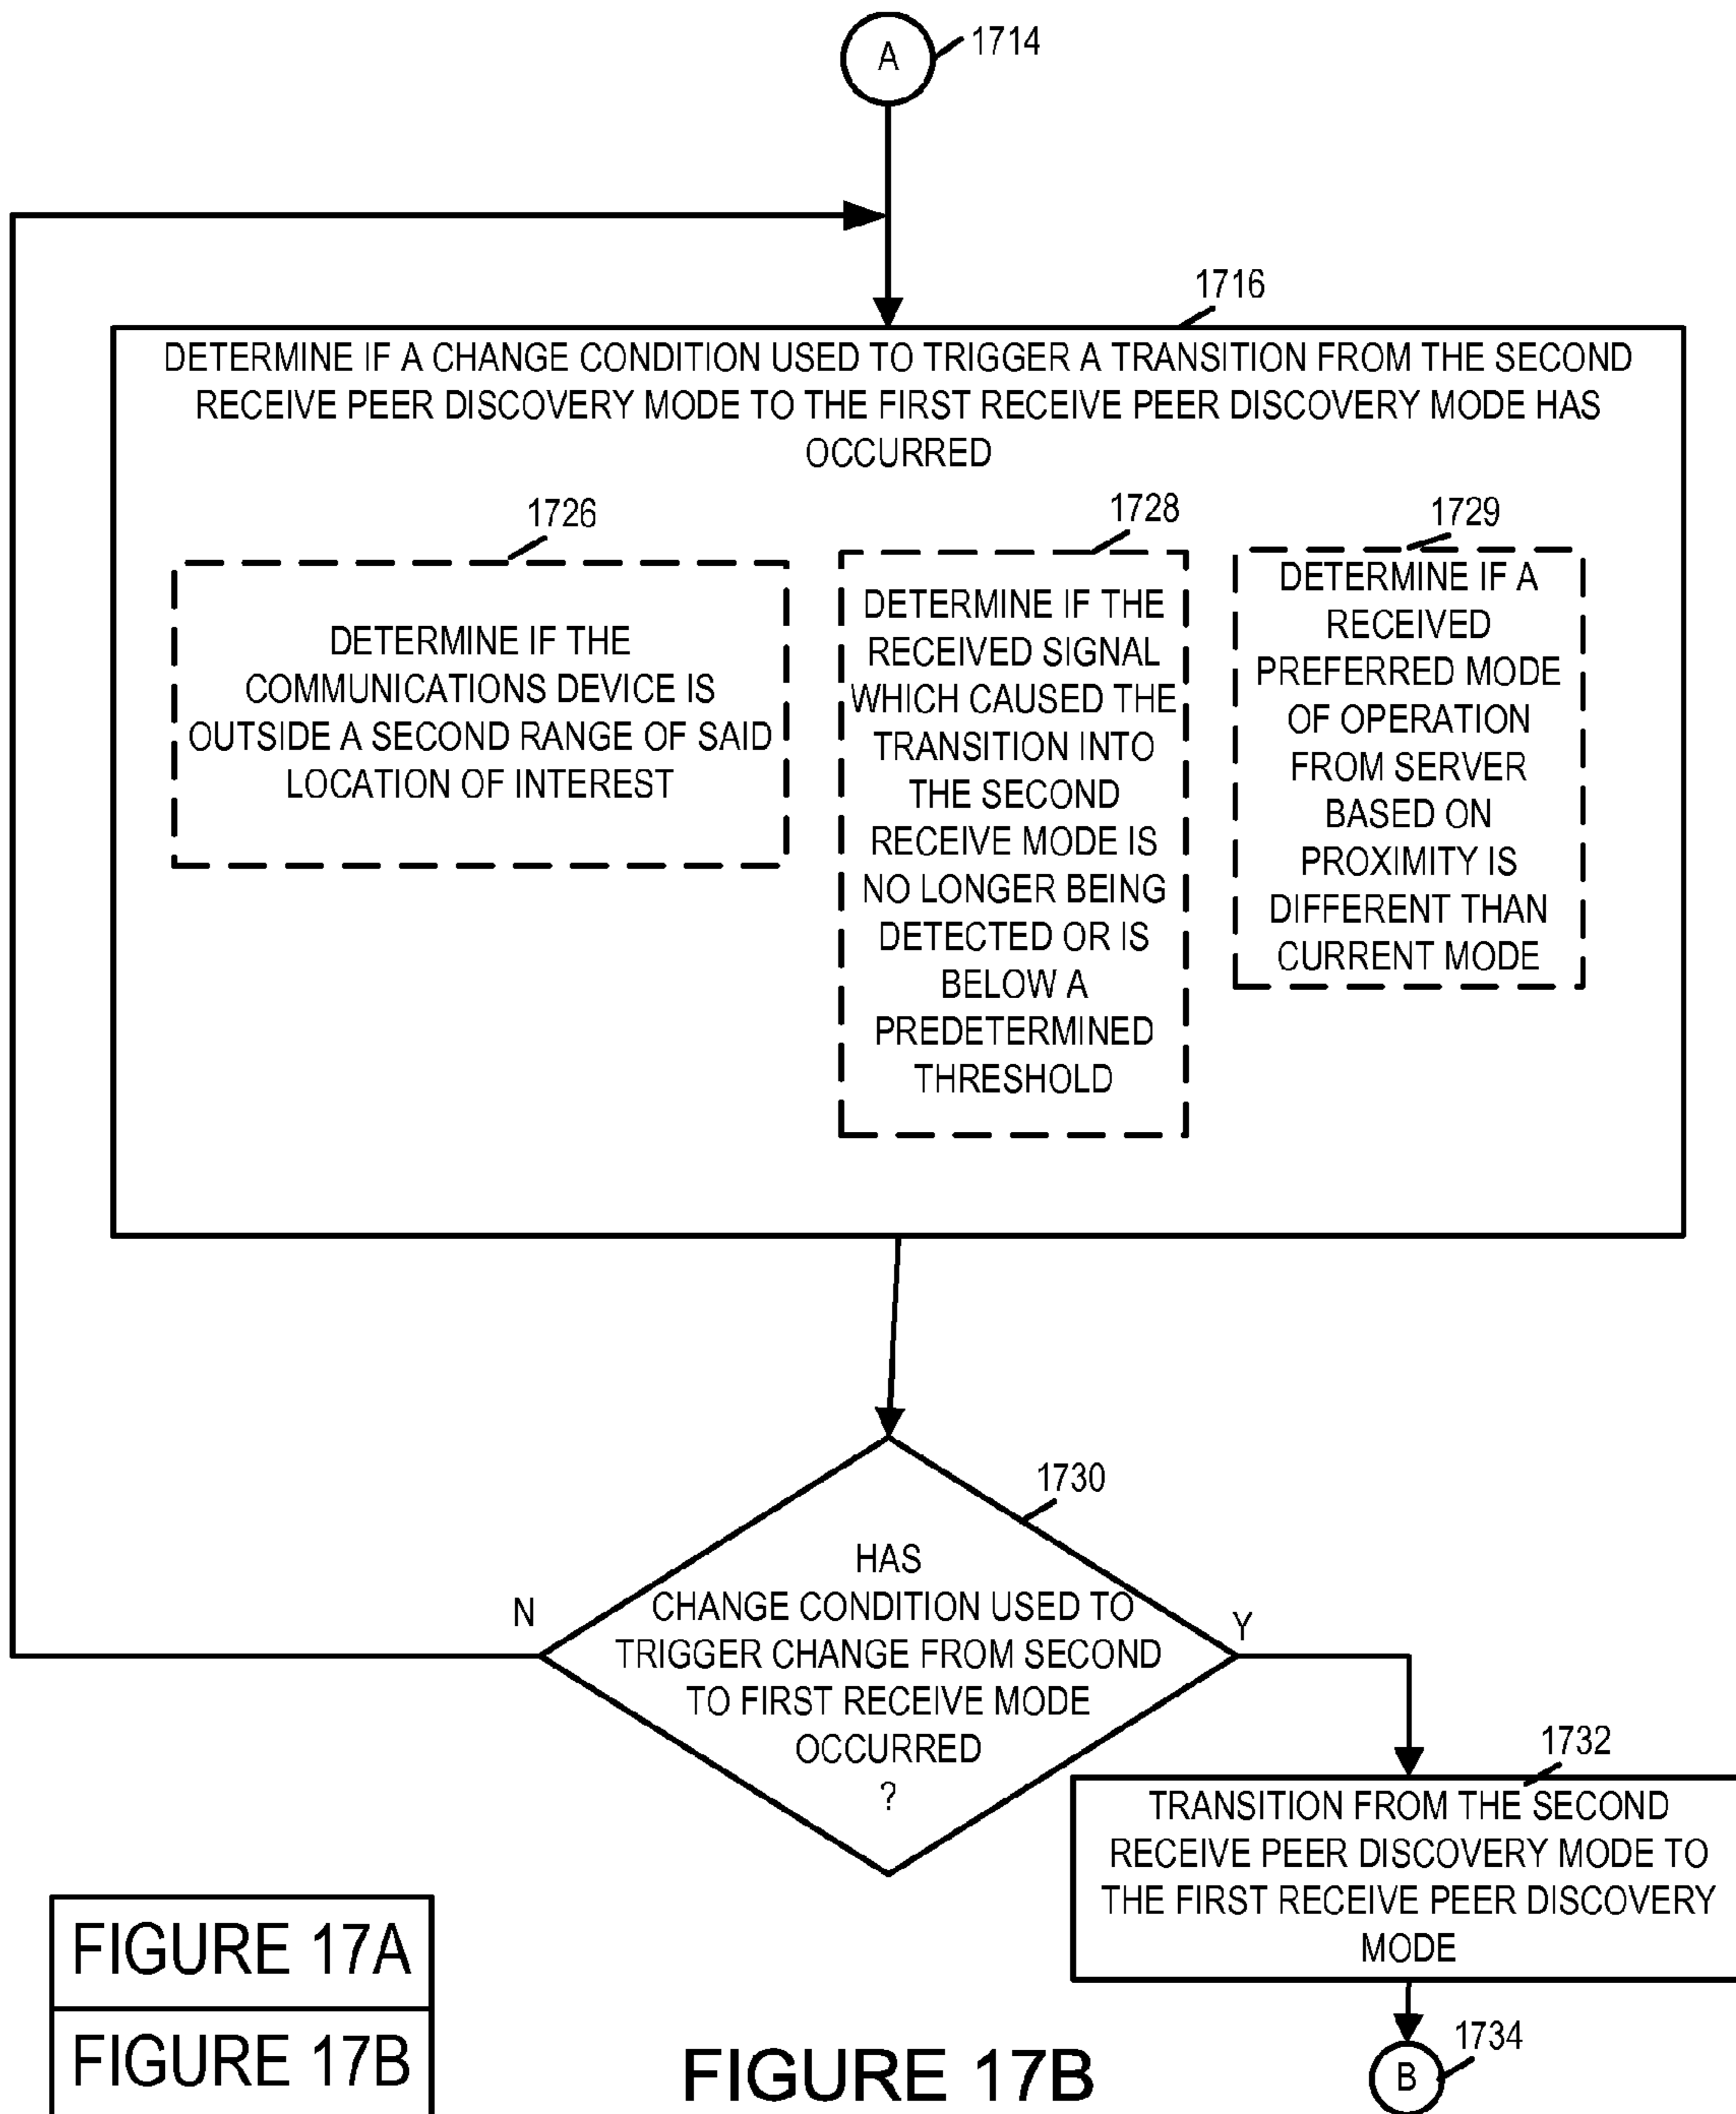 A
1714
1716
DETERMINE IF A CHANGE CONDITION USED TO TRIGGER A TRANSITION FROM THE SECOND
RECEIVE PEER DISCOVERY MODE TO THE FIRST RECEIVE PEER DISCOVERY MODE HAS
OCCURRED
1726
DETERMINE IF THE
COMMUNICATIONS DEVICE IS
OUTSIDE A SECOND RANGE OF SAID
LOCATION OF INTEREST
1728
DETERMINE IF THE
RECEIVED SIGNAL
WHICH CAUSED THE
TRANSITION INTO
THE SECOND
RECEIVE MODE IS
NO LONGER BEING
DETECTED OR IS
BELOW A
PREDETERMINED
THRESHOLD
1729
DETERMINE IF A
RECEIVED
PREFERRED MODE
OF OPERATION
FROM SERVER
BASED ON
PROXIMITY IS
DIFFERENT THAN
CURRENT MODE
1730
HAS
CHANGE CONDITION USED TO
TRIGGER CHANGE FROM SECOND
TO FIRST RECEIVE MODE
OCCURRED
?
N
Y
1732
TRANSITION FROM THE SECOND
RECEIVE PEER DISCOVERY MODE TO
THE FIRST RECEIVE PEER DISCOVERY
MODE
1734
B
FIGURE 17A
FIGURE 17B
FIGURE 17B